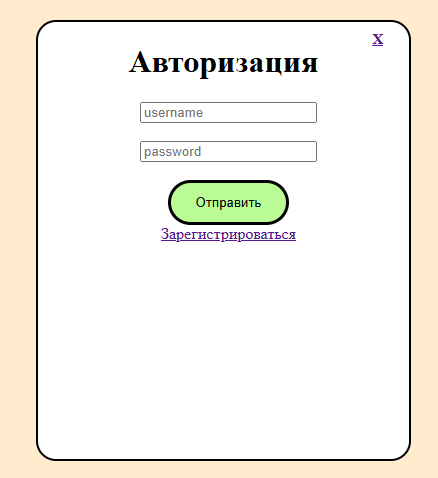 X
Авторизация
username
password
Отправить
Зарегистрироваться